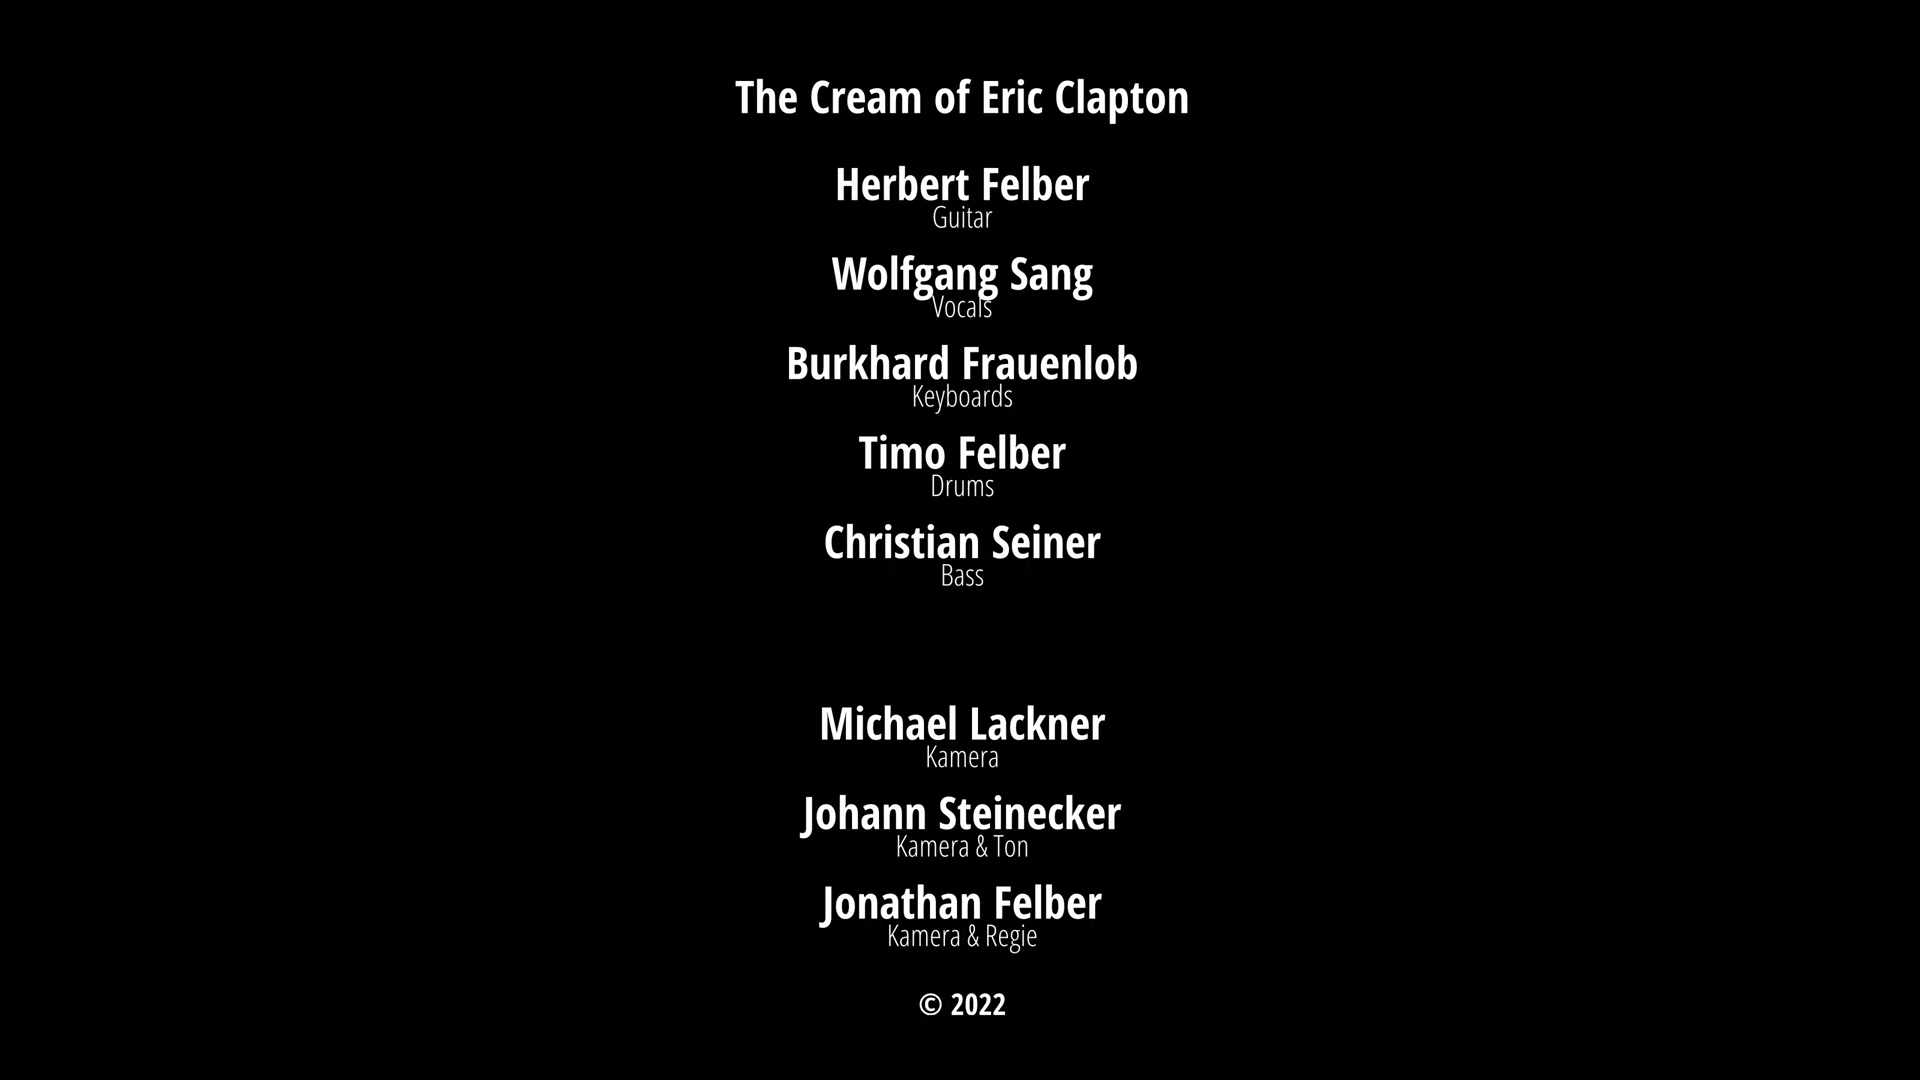 The Cream of Eric Clapton
Herbert Felber
Guitar
Wolfgang Sang
Vocals
Burkhard Frauenlob
Keyboards
Timo Felber
Drums
Christian Seiner
Bass
Michael Lackner
Kamera
Johann Steinecker
Kamera & Ton
Jonathan Felber
Kamera & Regie
© 2022